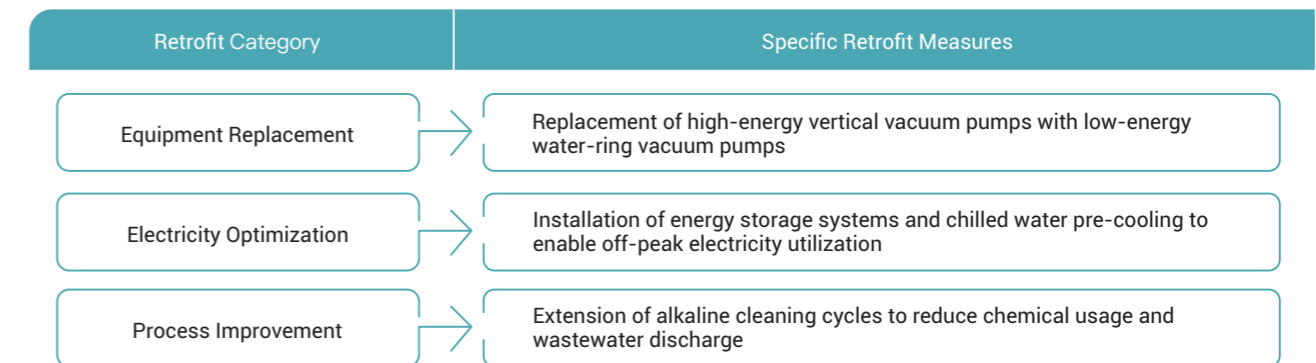 Retrofit Category
Specific Retrofit Measures
Equipment Replacement
Replacement of high-energy vertical vacuum pumps with low-energy
water-ring vacuum pumps
Electricity Optimization
Installation of energy storage systems and chilled water pre-cooling to
enable off-peak electricity utilization
Process Improvement
Extension of alkaline cleaning cycles to reduce chemical usage and
wastewater discharge